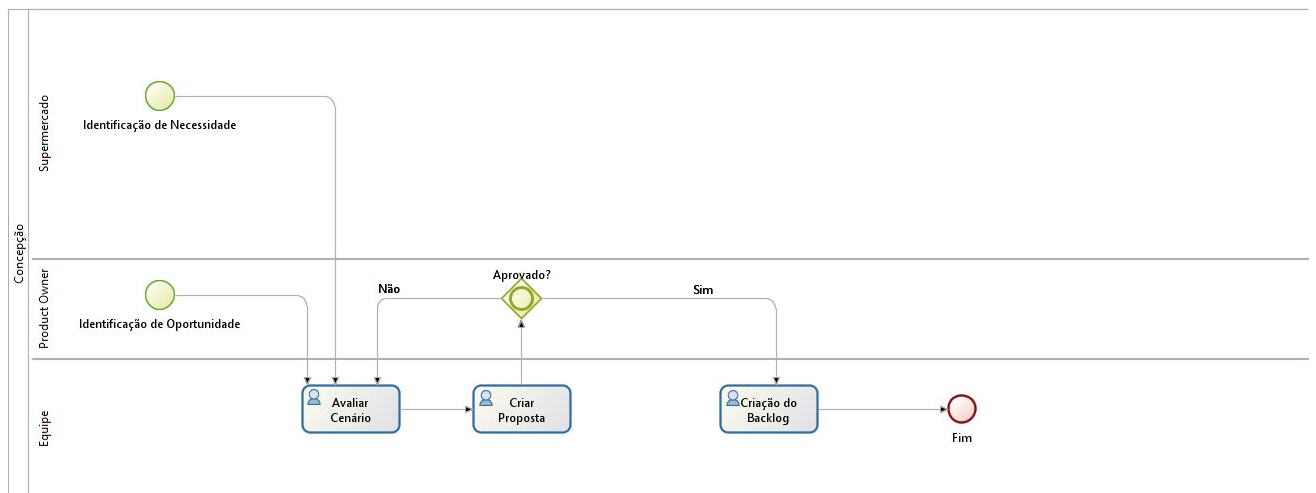 Concepção
Supermercado
Identificação de Necessidade
Product Owner
Identificação de Oportunidade
Aprovado?
Não
Sim
Equipe
Avaliar
Cenário
Criar
Proposta
Criação do
Backlog
Fim